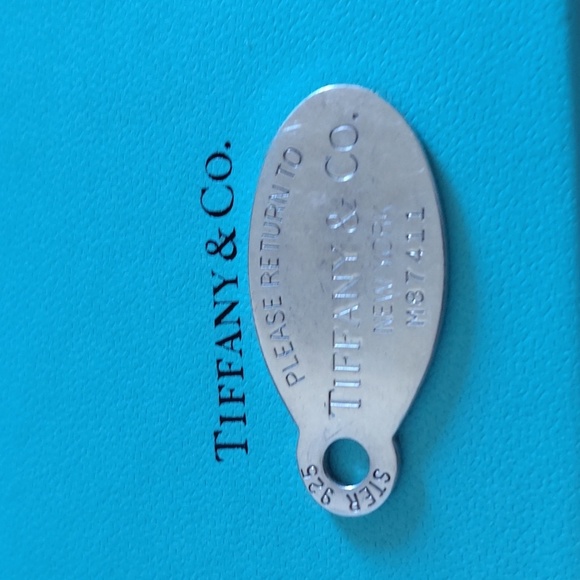 TIFFANY & CO.
PLEASE RETURN TO
TIFFANY & CO.
NEW YORK
M87411
STER 925